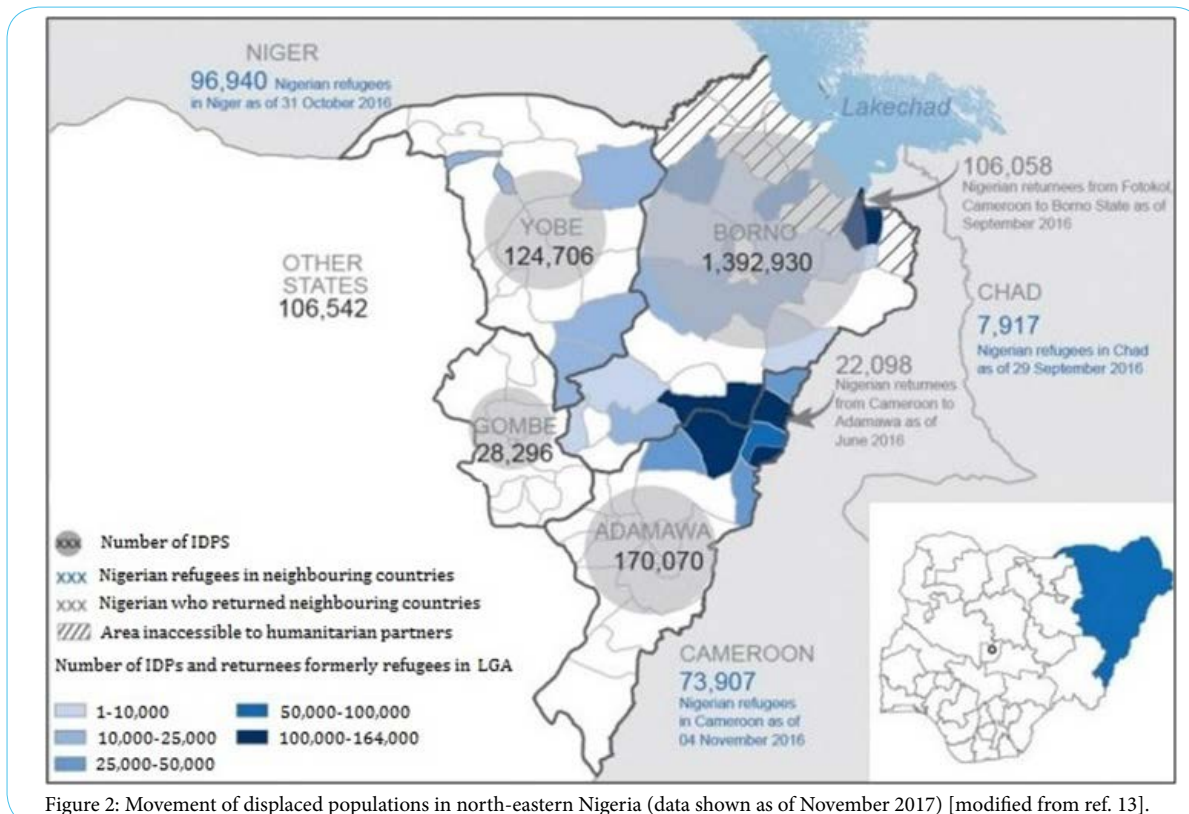 NIGER
96,940 Nigerian refugees
in Niger as of 31 October 2016
Lakechad
106,058
Nigerian returnees from Fotokol,
Cameroon to Borno State as of
September 2016
YOBE
124,706
BORNO
1,392,930
OTHER
STATES
106,542
CHAD
7,917
Nigerian refugees in Chad
as of 29 September 2016
22,098
Nigerian returnees
from Cameroon to
Adamawa as of
June 2016
GOMBE
28,296
ADAMAWA
170,070
CAMEROON
73,907
Nigerian refugees
in Cameroon as of
04 November 2016
xxx Number of IDPS
xxx Nigerian refugees in neighbouring countries
xxx Nigerian who returned neighbouring countries
Area inaccessible to humanitarian partners
Number of IDPs and returnees formerly refugees in LGA
1-10,000
10,000-25,000
25,000-50,000
50,000-100,000
100,000-164,000
Figure 2: Movement of displaced populations in north-eastern Nigeria (data shown as of November 2017) [modified from ref. 13].